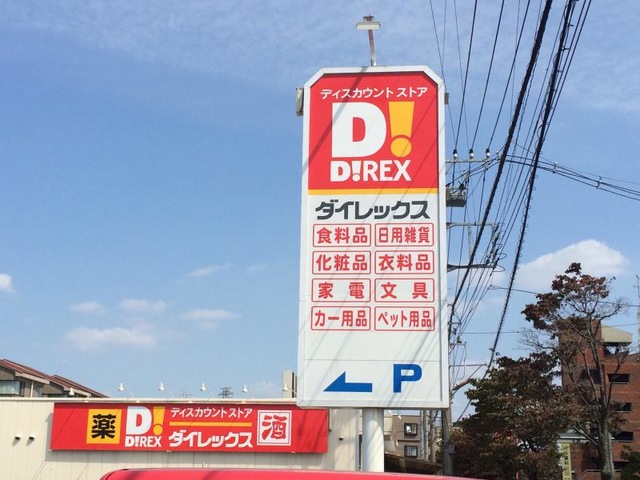 ディスカウント ストア
D!
D!REX
ダイレックス
食料品 日用雑貨
化粧品 衣料品
家電 文具
カー用品 ペット用品
P
薬 D! D!REX ディスカウントストア ダイレックス 酒